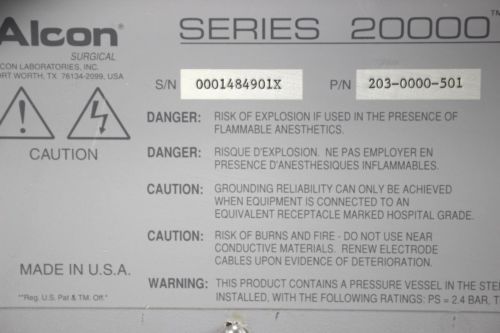 Alcon
SURGICAL
ALCON LABORATORIES, INC.
FORT WORTH, TX 76134-2099, USA
SERIES 20000™
S/N 0001484901X P/N 203-0000-501
CAUTION
DANGER: RISK OF EXPLOSION IF USED IN THE PRESENCE OF
FLAMMABLE ANESTHETICS.
DANGER: RISQUE D'EXPLOSION. NE PAS EMPLOYER EN
PRESENCE D'ANESTHESIQUES INFLAMMABLES.
CAUTION: GROUNDING RELIABILITY CAN ONLY BE ACHIEVED
WHEN EQUIPMENT IS CONNECTED TO AN
EQUIVALENT RECEPTACLE MARKED HOSPITAL GRADE.
CAUTION: RISK OF BURNS AND FIRE - DO NOT USE NEAR
CONDUCTIVE MATERIALS. RENEW ELECTRODE
CABLES UPON EVIDENCE OF DETERIORATION.
MADE IN U.S.A.
™*Reg. U.S. Pat & TM. Off.*
WARNING: THIS PRODUCT CONTAINS A PRESSURE VESSEL IN THE
INSTALLED, WITH THE FOLLOWING RATINGS: PS = 2.4 BAR,